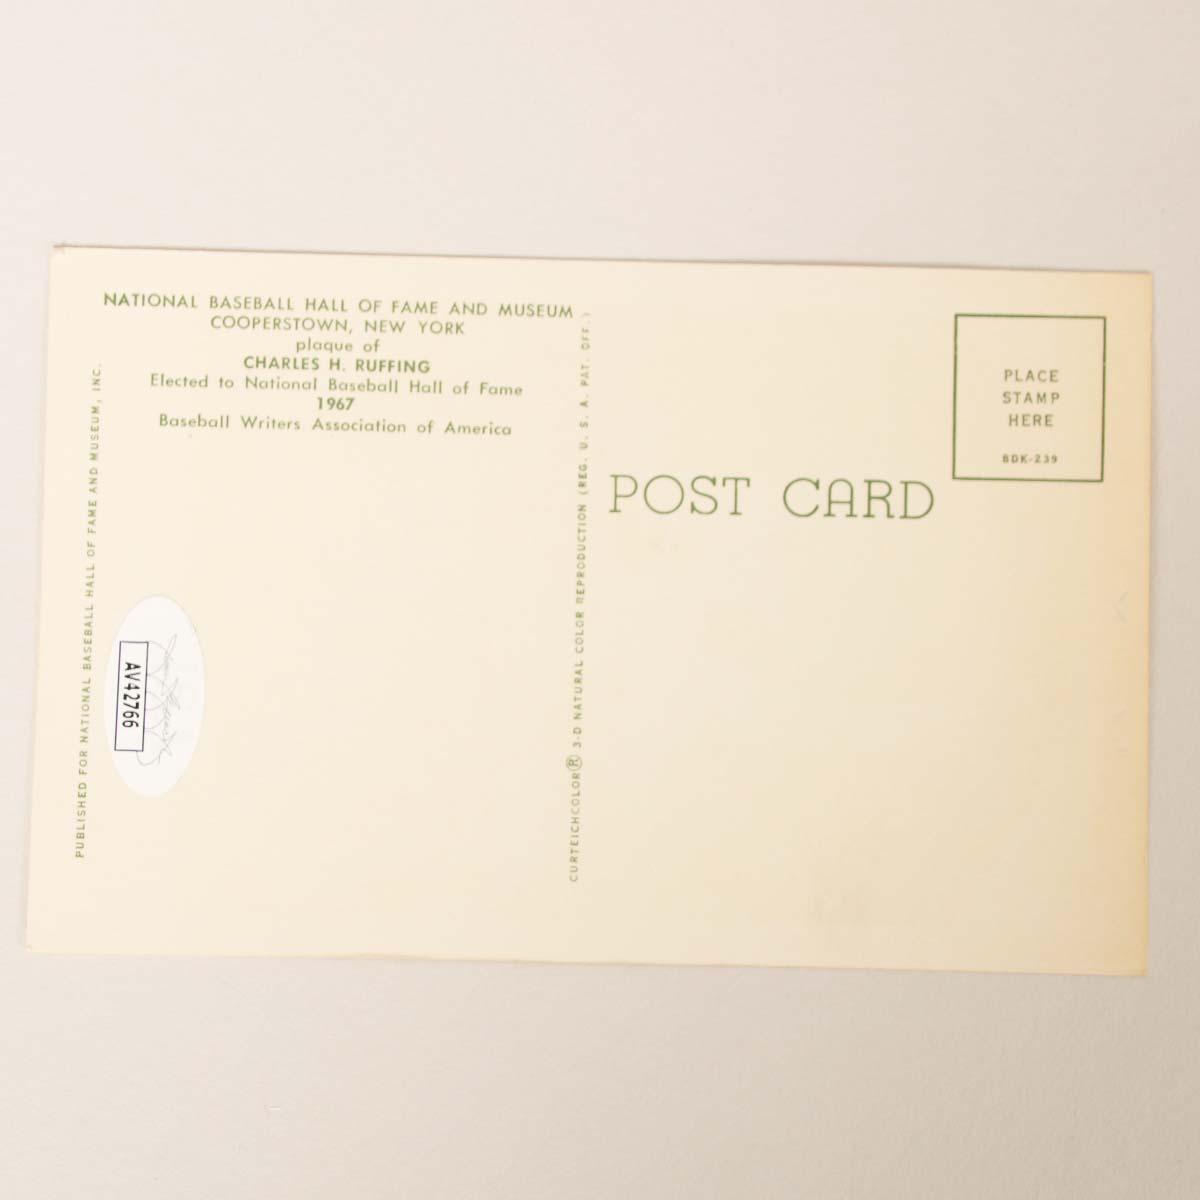 NATIONAL BASEBALL HALL OF FAME AND MUSEUM
COOPERSTOWN, NEW YORK
plaque of
CHARLES H. RUFFING
Elected to National Baseball Hall of Fame
1967
Baseball Writers Association of America
PUBLISHED FOR NATIONAL BASEBALL HALL OF FAME AND MUSEUM, INC.
AV42766
CURTEICHCOLOR® 3-D NATURAL COLOR REPRODUCTION (REG. U. S. A. PAT. OFF.)
POST CARD
PLACE
STAMP
HERE
BDK-239